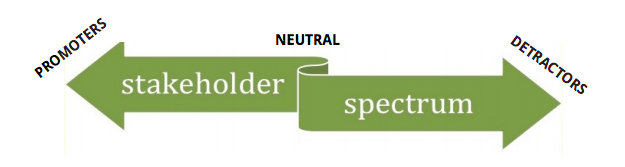 PROMOTERS
NEUTRAL
DETRACTORS
stakeholder
spectrum